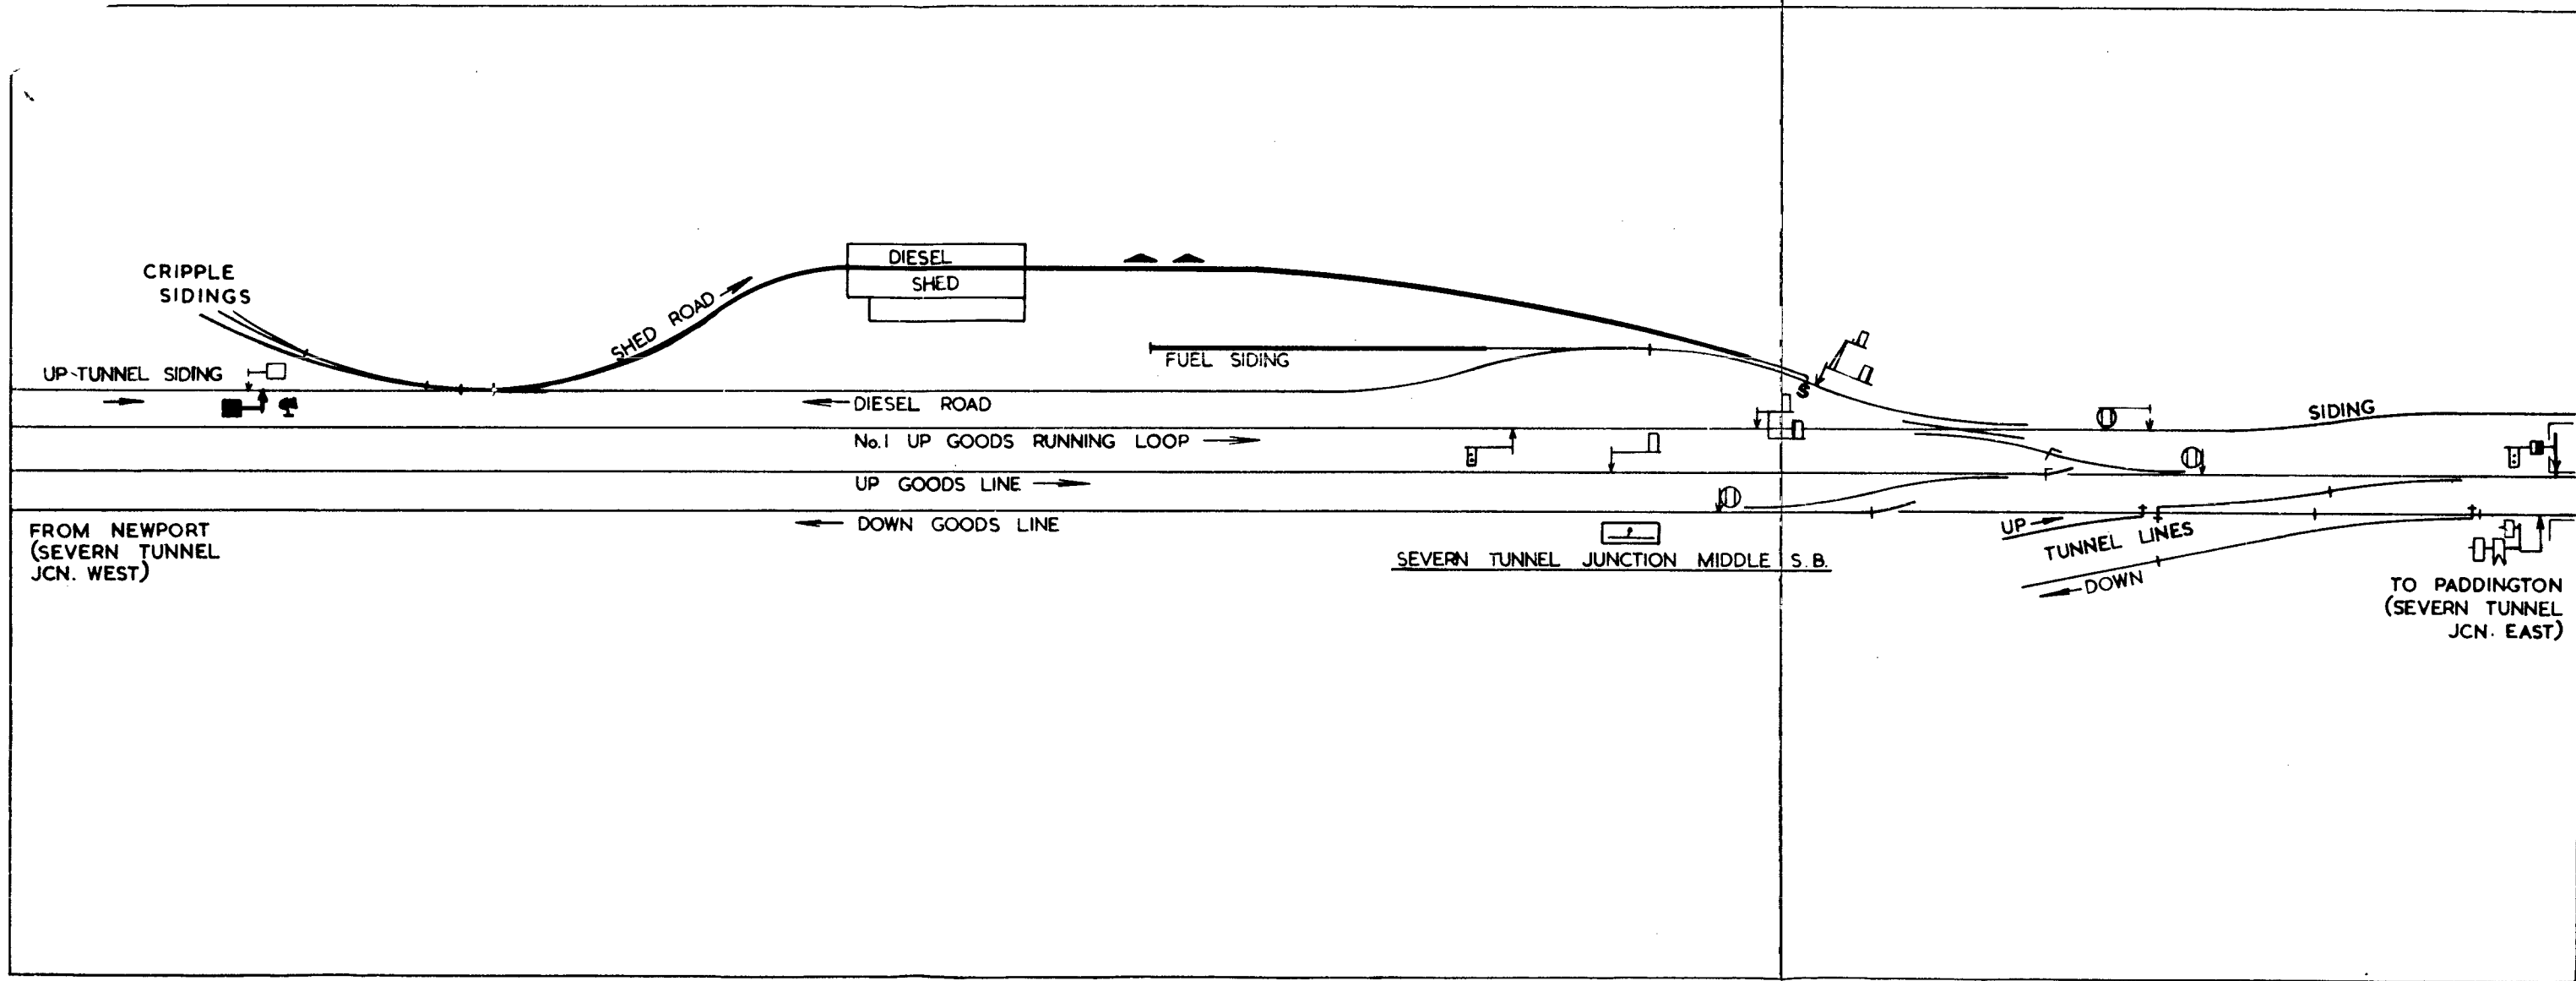 CRIPPLE
SIDINGS
UP TUNNEL SIDING
SHED ROAD
DIESEL
SHED
FUEL SIDING
DIESEL ROAD
No.1 UP GOODS RUNNING LOOP
UP GOODS LINE
DOWN GOODS LINE
FROM NEWPORT
(SEVERN TUNNEL
JCN. WEST)
SEVERN TUNNEL JUNCTION MIDDLE S.B.
S
SIDING
UP
TUNNEL LINES
DOWN
TO PADDINGTON
(SEVERN TUNNEL
JCN. EAST)